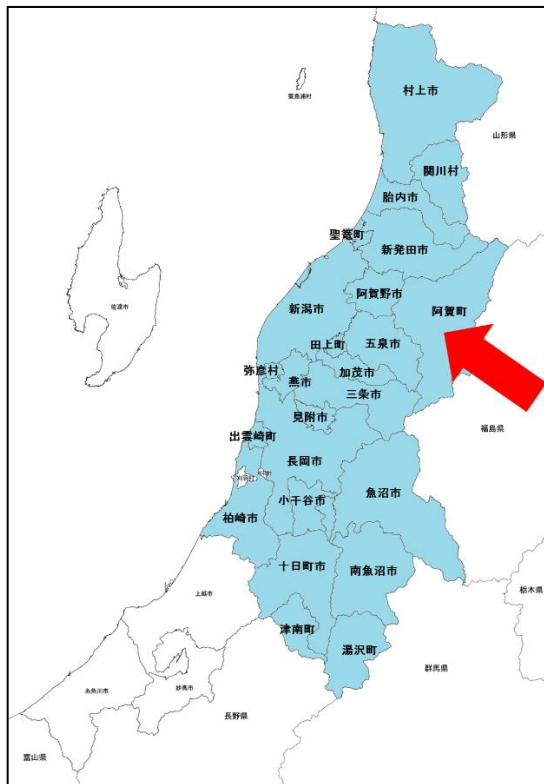 村上市
粟島浦村
山形県
関川村
胎内市
聖篭町
新発田市
阿賀野市
阿賀町
新潟市
佐渡市
五泉市
田上町
弥彦村
加茂市
燕市
三条市
見附市
出雲崎町
福島県
長岡市
魚沼市
刈羽村
小千谷市
柏崎市
十日町市
南魚沼市
栃木県
上越市
津南町
湯沢町
群馬県
妙高市
糸魚川市
長野県
富山県